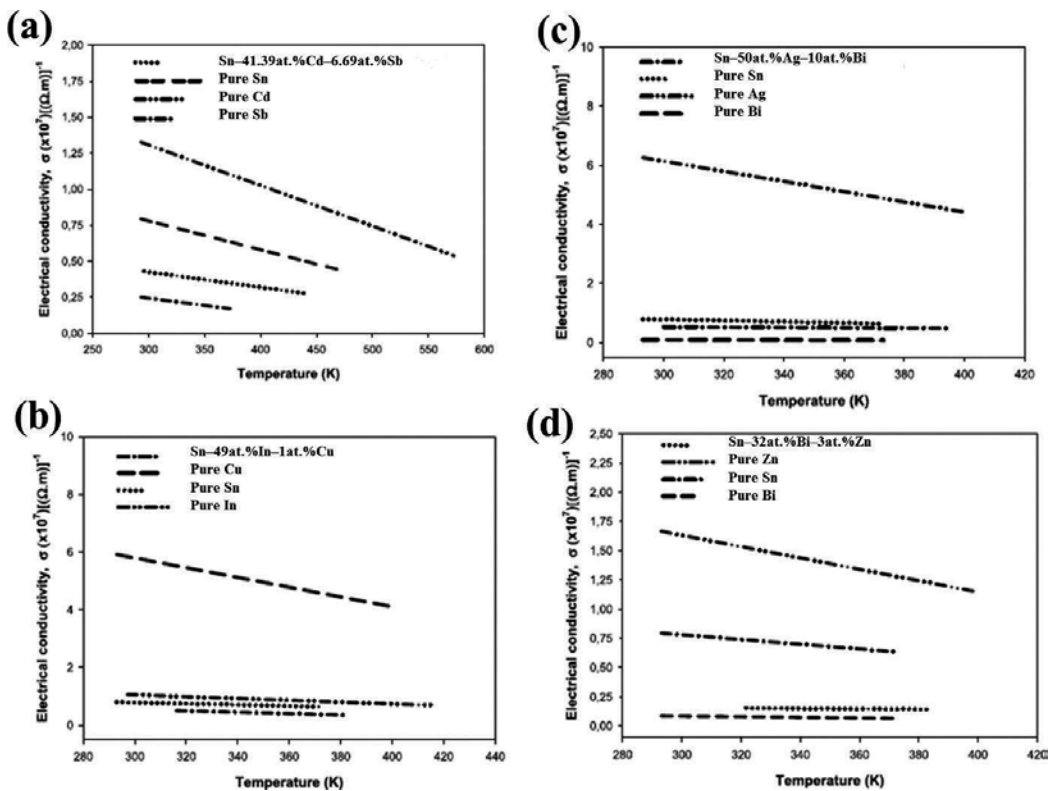 (a)
2,00
1,75
1,50
1,25
1,00
0,75
0,50
0,25
0,00
Electrical conductivity, σ (x10⁷)[(Ω.m)]⁻¹
Sn–41.39at.%Cd–6.69at.%Sb
Pure Sn
Pure Cd
Pure Sb
250 300 350 400 450 500 550 600
Temperature (K)
(b)
10
8
6
4
2
0
Electrical conductivity, σ (x10⁷)[(Ω.m)]⁻¹
Sn–49at.%In–1at.%Cu
Pure Cu
Pure Sn
Pure In
280 300 320 340 360 380 400 420 440
Temperature (K)
(c)
10
8
6
4
2
0
Electrical conductivity, σ (x10⁷)[(Ω.m)]⁻¹
Sn–50at.%Ag–10at.%Bi
Pure Sn
Pure Ag
Pure Bi
280 300 320 340 360 380 400 420
Temperature (K)
(d)
2,50
2,25
2,00
1,75
1,50
1,25
1,00
0,75
0,50
0,25
0,00
Electrical conductivity, σ (x10⁷)[(Ω.m)]⁻¹
Sn–32at.%Bi–3at.%Zn
Pure Zn
Pure Sn
Pure Bi
280 300 320 340 360 380 400 420
Temperature (K)